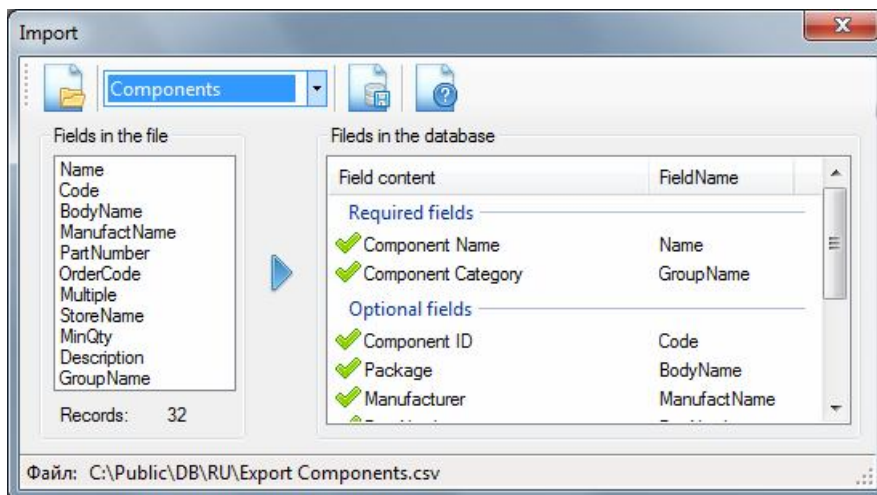 Import
Components
Fields in the file
Name
Code
BodyName
ManufactName
PartNumber
OrderCode
Multiple
StoreName
MinQty
Description
GroupName
Records: 32
Fileds in the database
Field content FieldName
Required fields
Component Name Name
Component Category GroupName
Optional fields
Component ID Code
Package BodyName
Manufacturer ManufactName
Файл: C:\Public\DB\RU\Export Components.csv